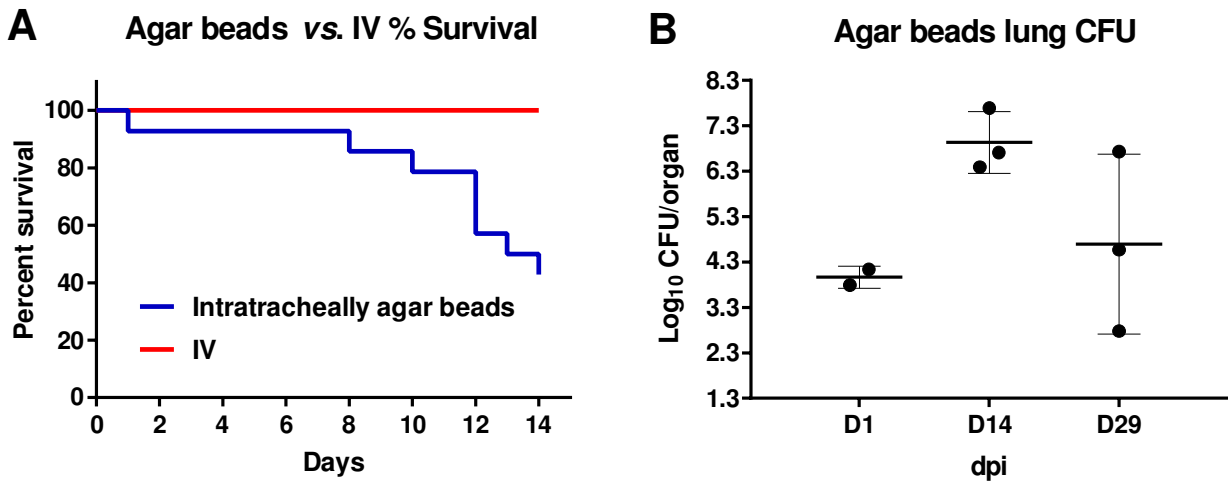 A
Agar beads vs. IV % Survival
Percent survival
100
80
60
40
20
0
0 2 4 6 8 10 12 14
Days
Intratracheally agar beads
IV
B
Agar beads lung CFU
Log10 CFU/organ
8.3
7.3
6.3
5.3
4.3
3.3
2.3
1.3
D1 D14 D29
dpi